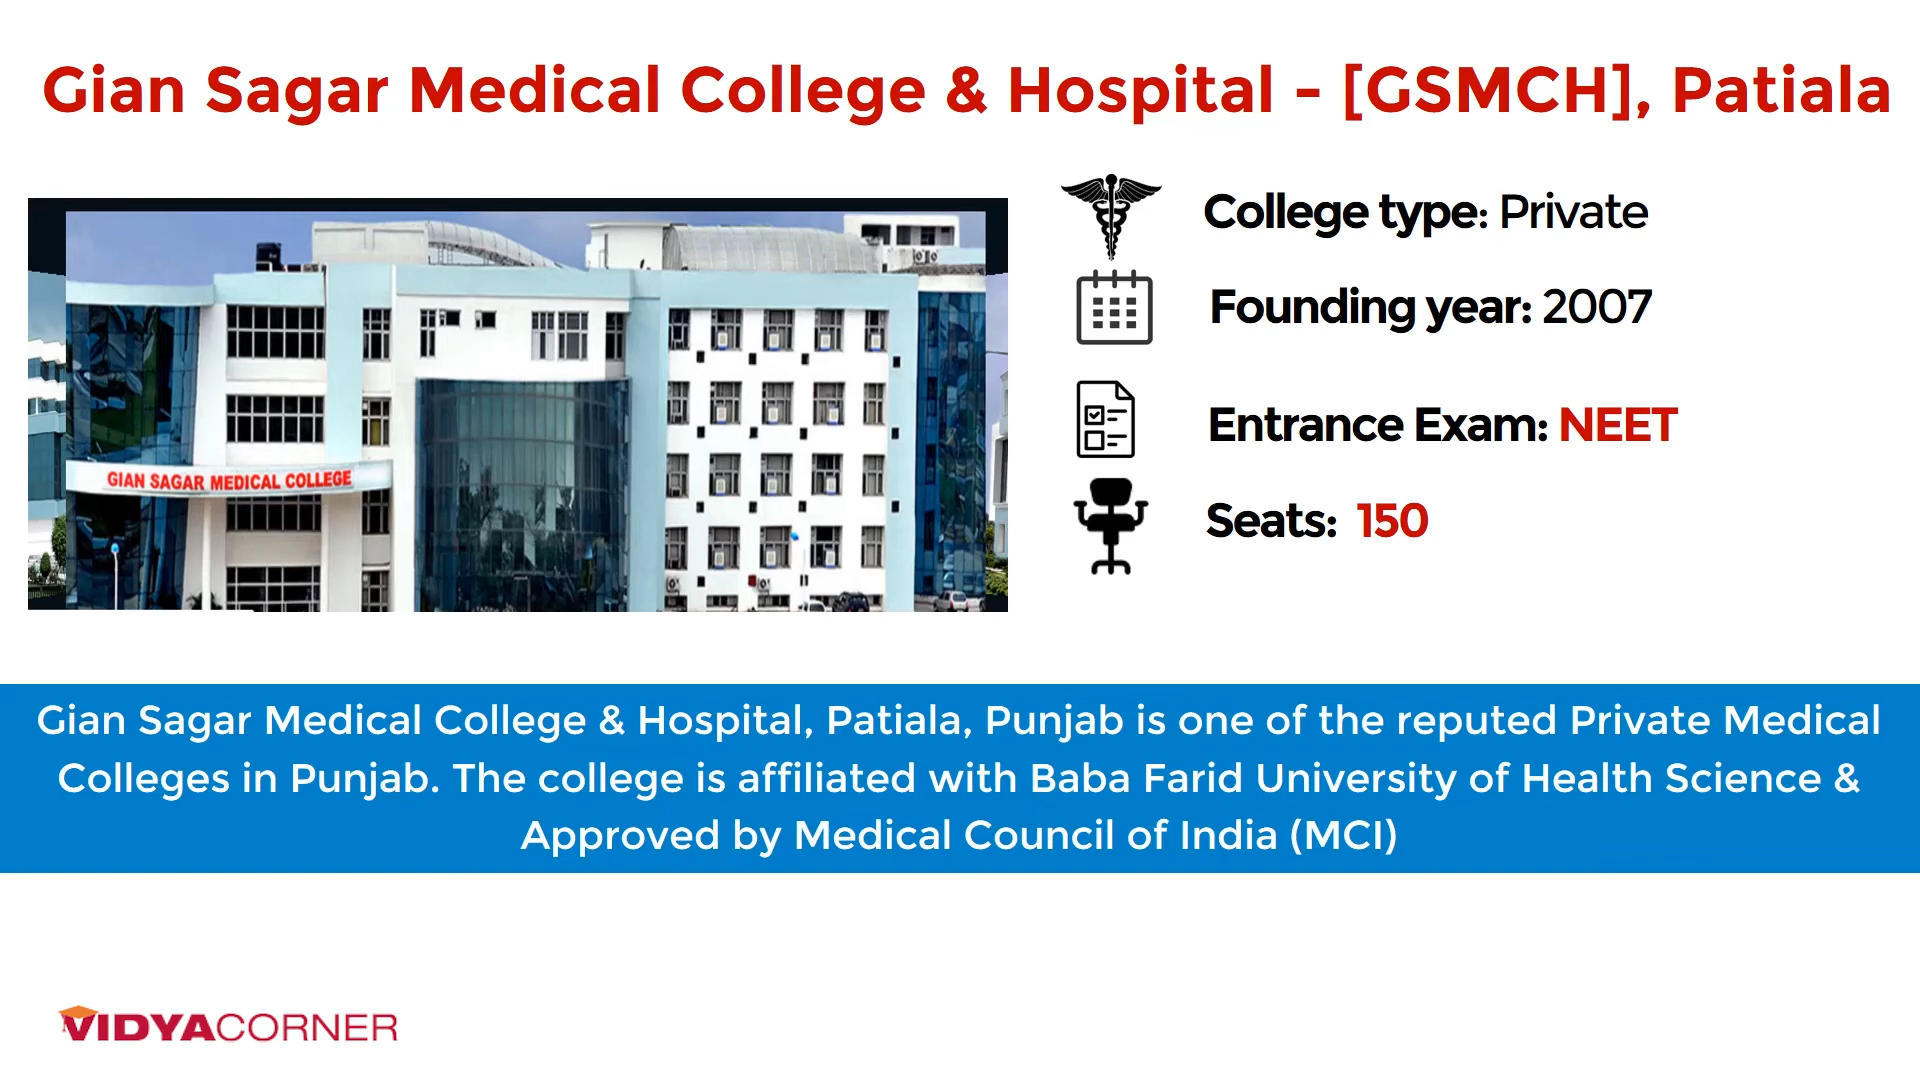 Gian Sagar Medical College & Hospital - [GSMCH], Patiala
GIAN SAGAR MEDICAL COLLEGE
College type: Private
Founding year: 2007
Entrance Exam: NEET
Seats: 150
Gian Sagar Medical College & Hospital, Patiala, Punjab is one of the reputed Private Medical
Colleges in Punjab. The college is affiliated with Baba Farid University of Health Science &
Approved by Medical Council of India (MCI)
VIDYACORNER